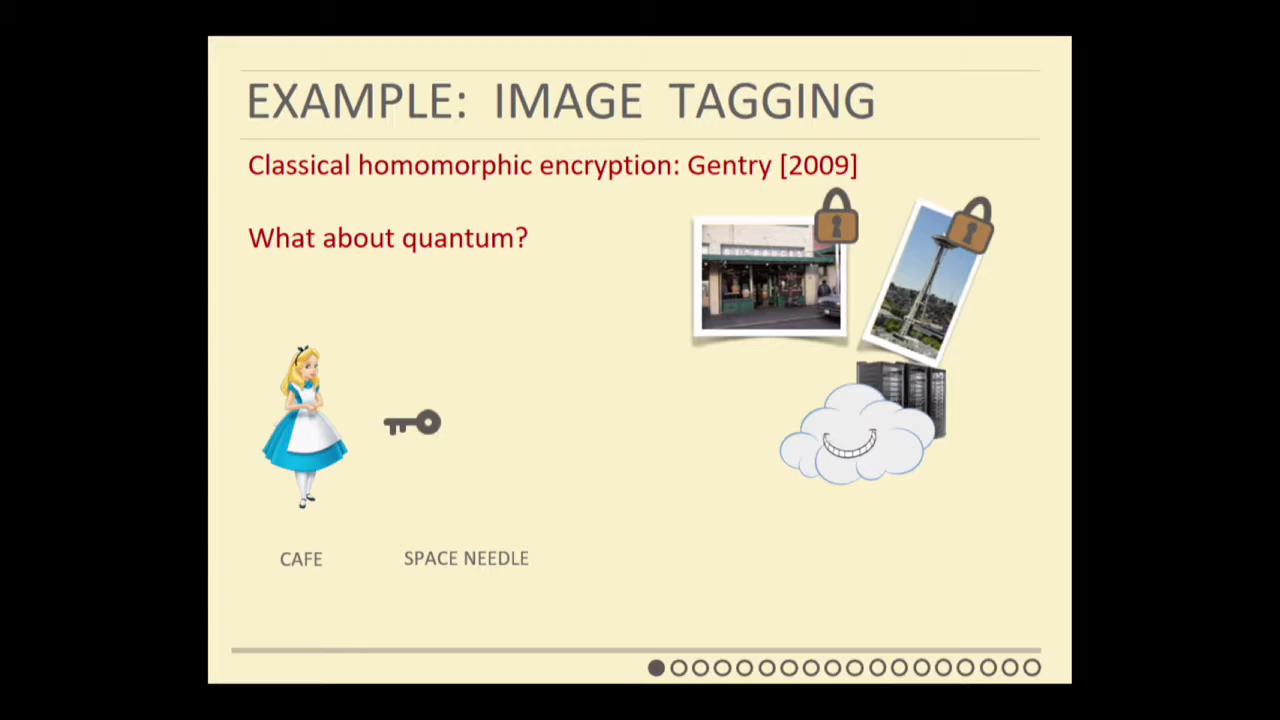 EXAMPLE: IMAGE TAGGING
Classical homomorphic encryption: Gentry [2009]
What about quantum?
CAFE
SPACE NEEDLE